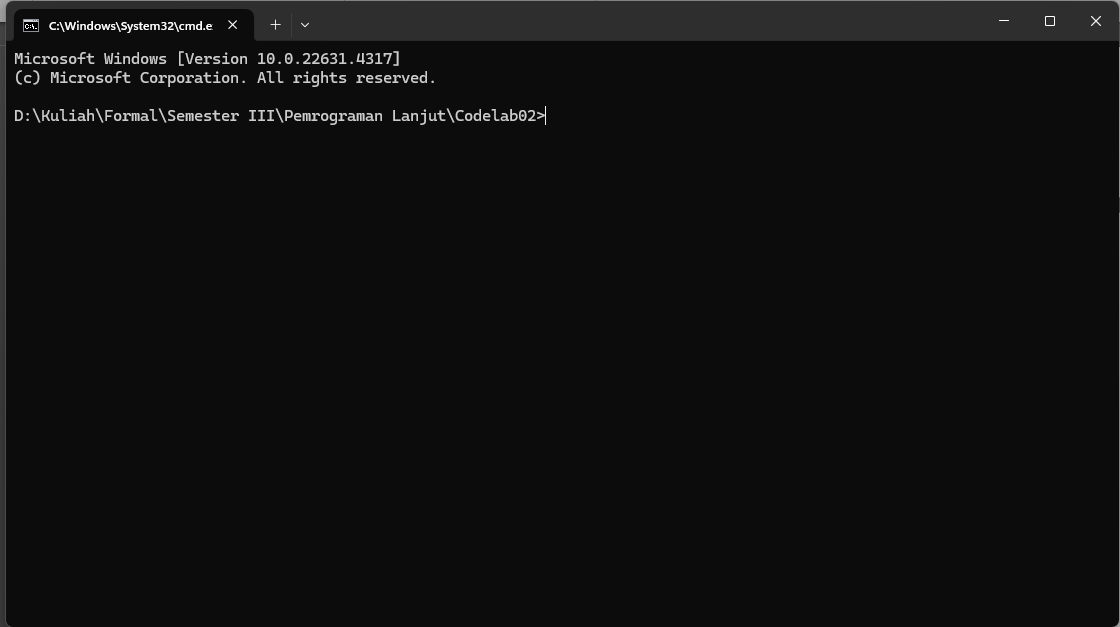 C:\Windows\System32\cmd.e
Microsoft Windows [Version 10.0.22631.4317]
(c) Microsoft Corporation. All rights reserved.
D:\Kuliah\Formal\Semester III\Pemrograman Lanjut\Codelab02>